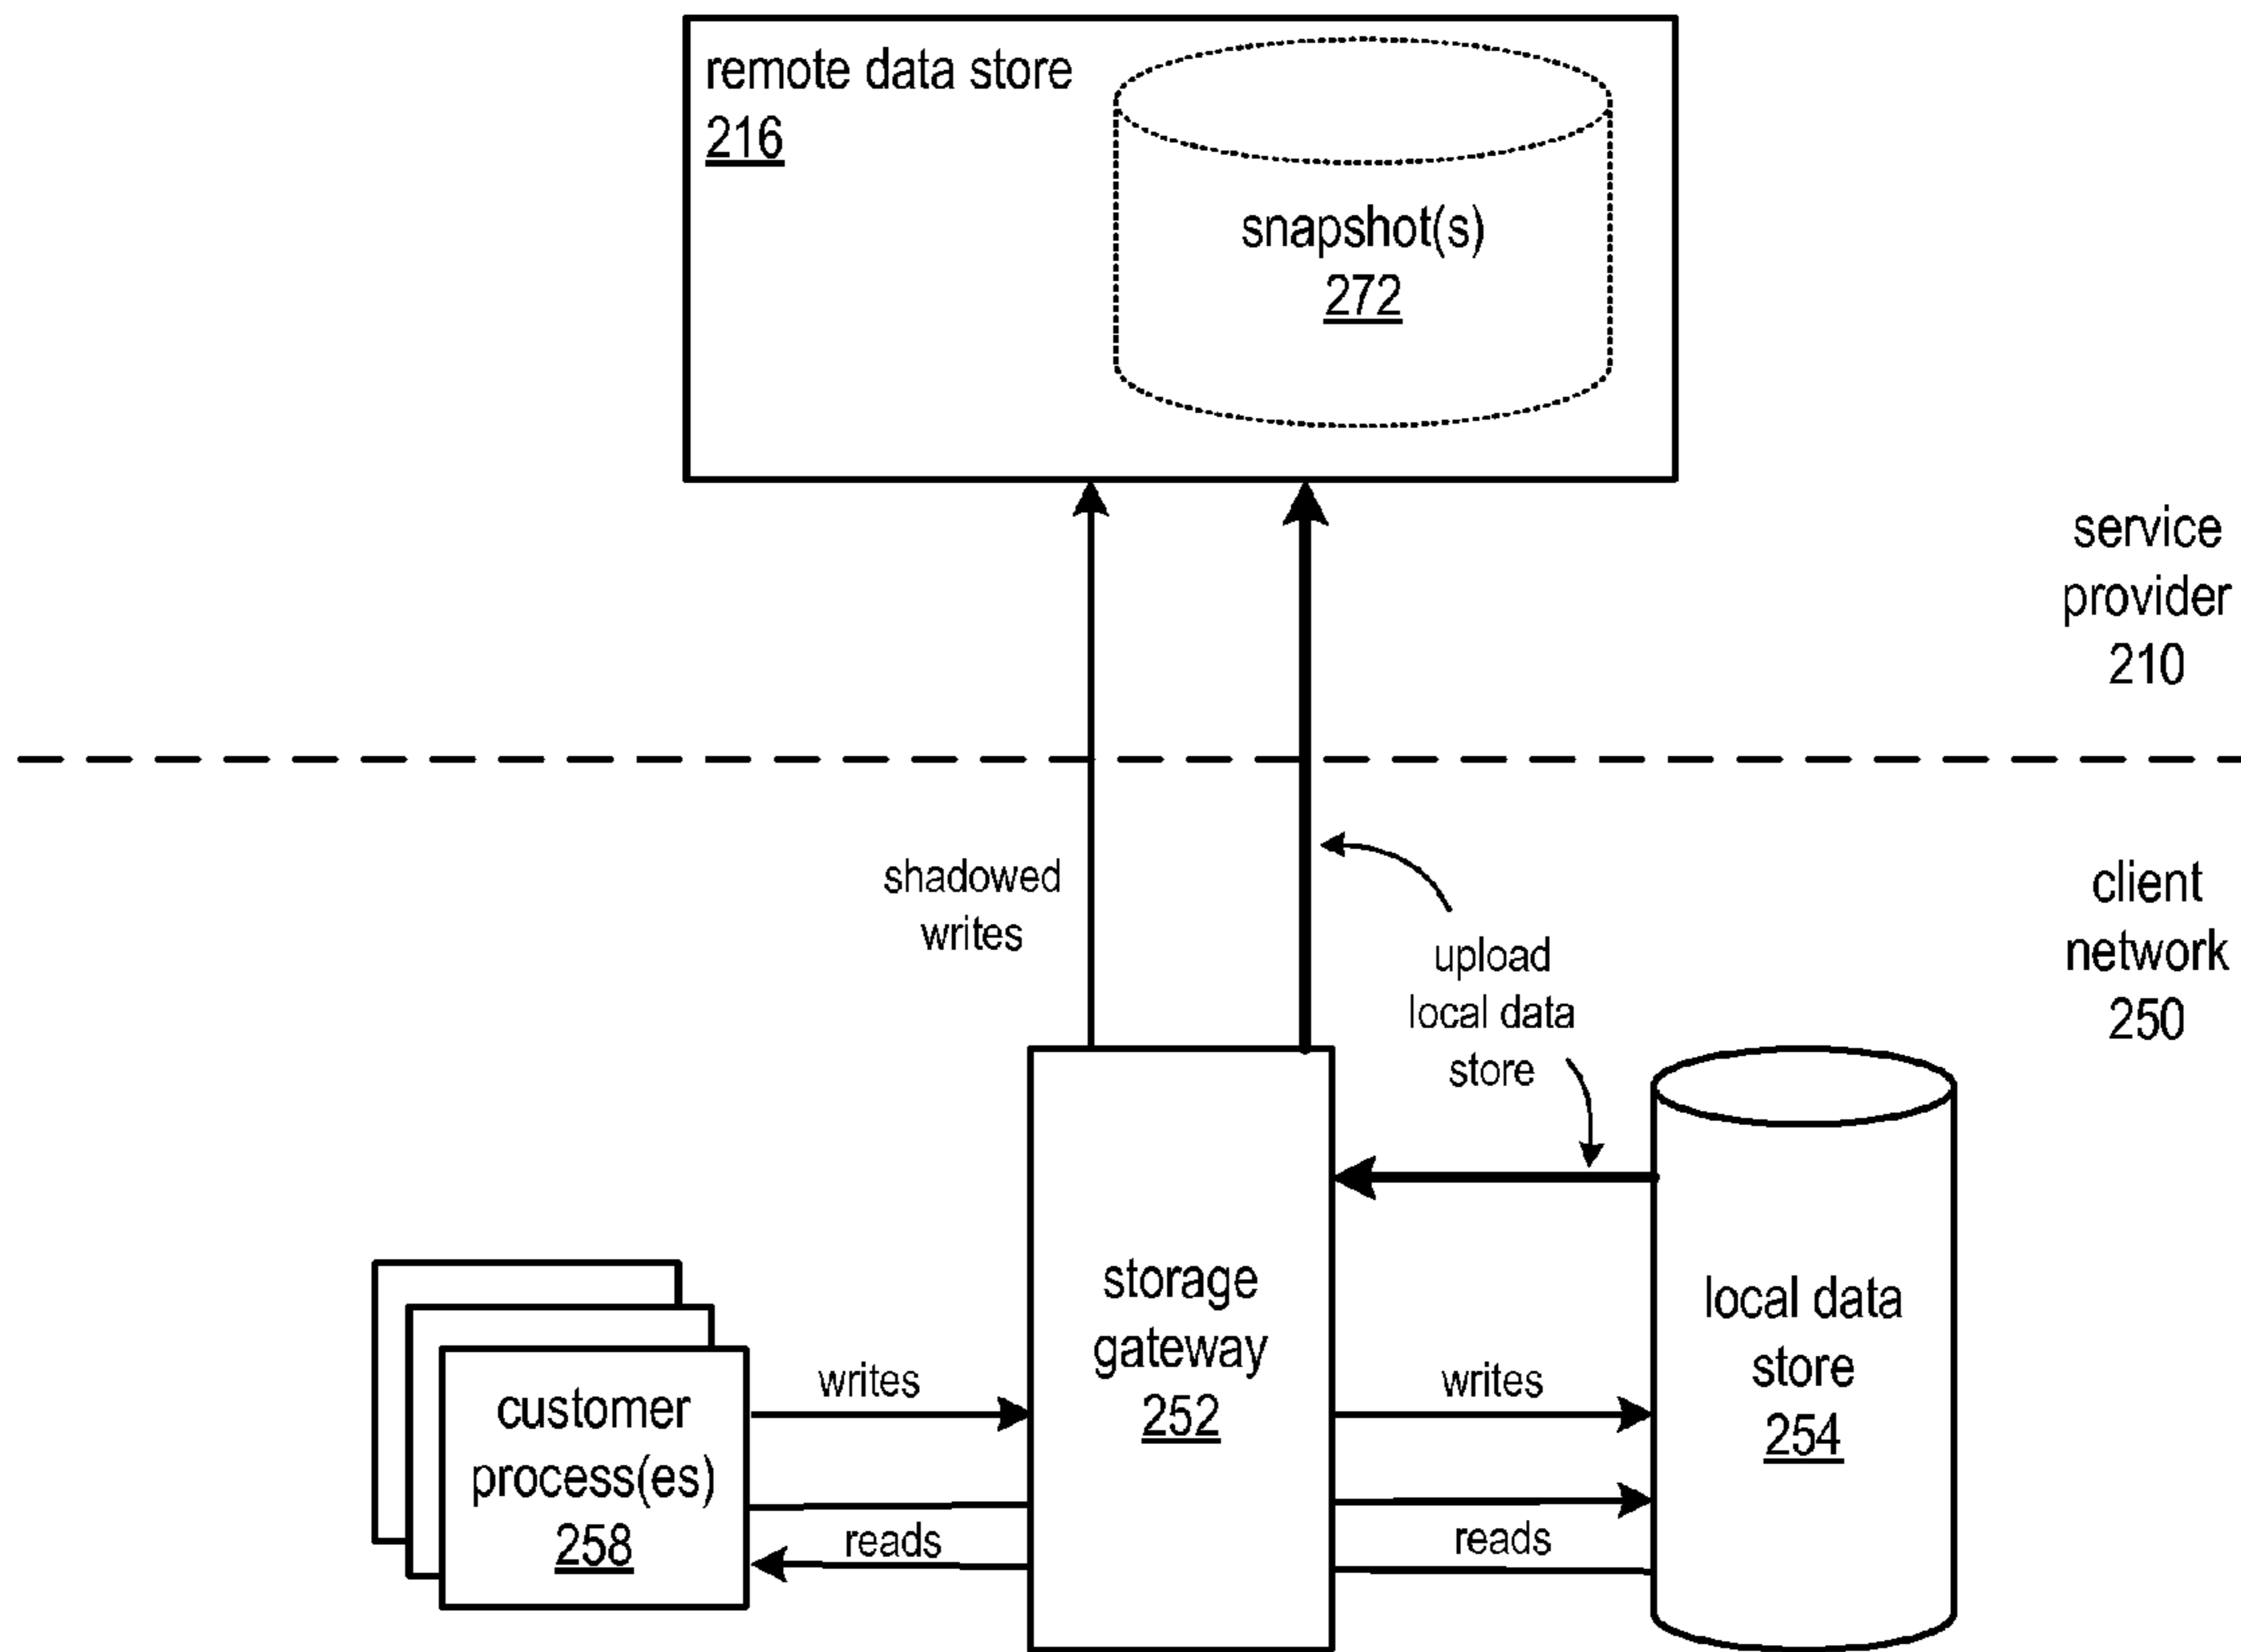 remote data store
216
snapshot(s)
272
service
provider
210
shadowed
writes
client
network
250
upload
local data
store
storage
gateway
252
local data
store
254
customer
process(es)
258
writes
reads
writes
reads